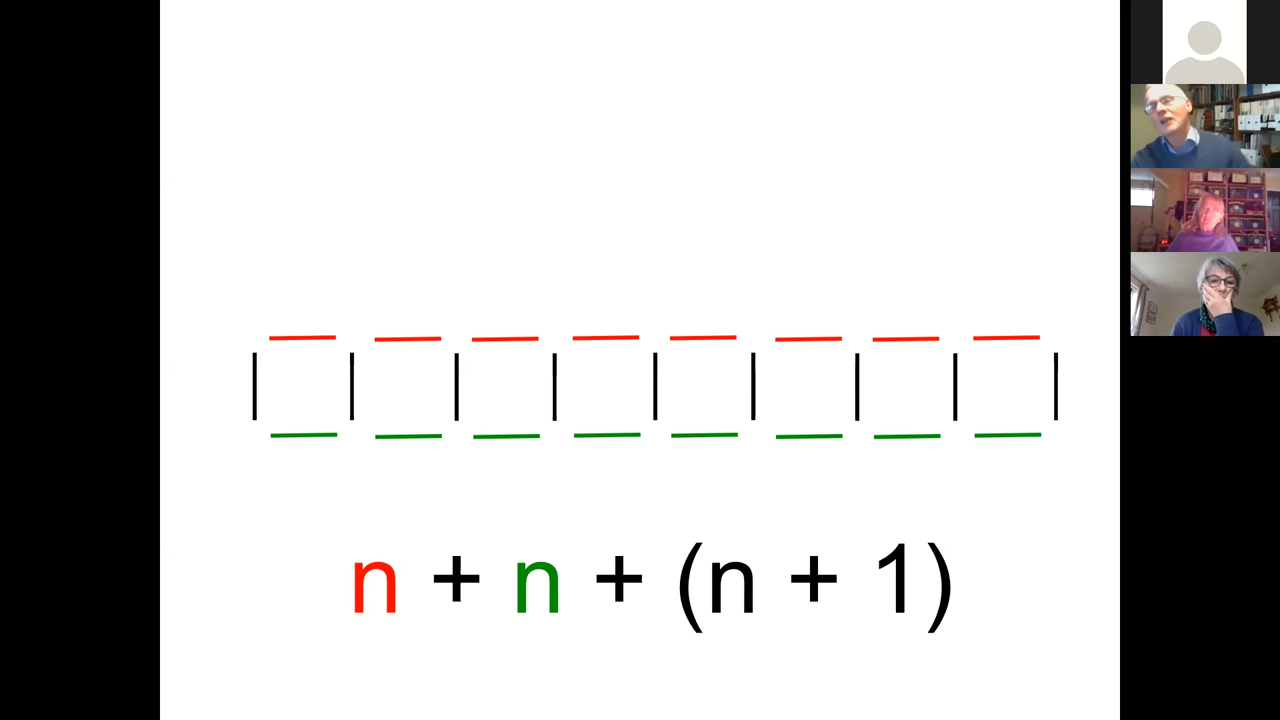 n + n + (n + 1)